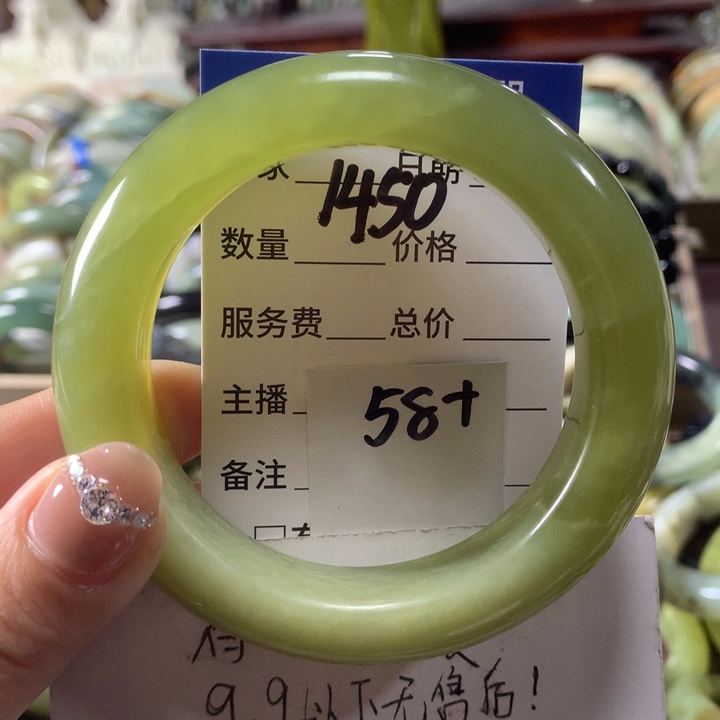 1450
数量 价格
服务费 总价
主播
58+
备注
9.9以下无售后!